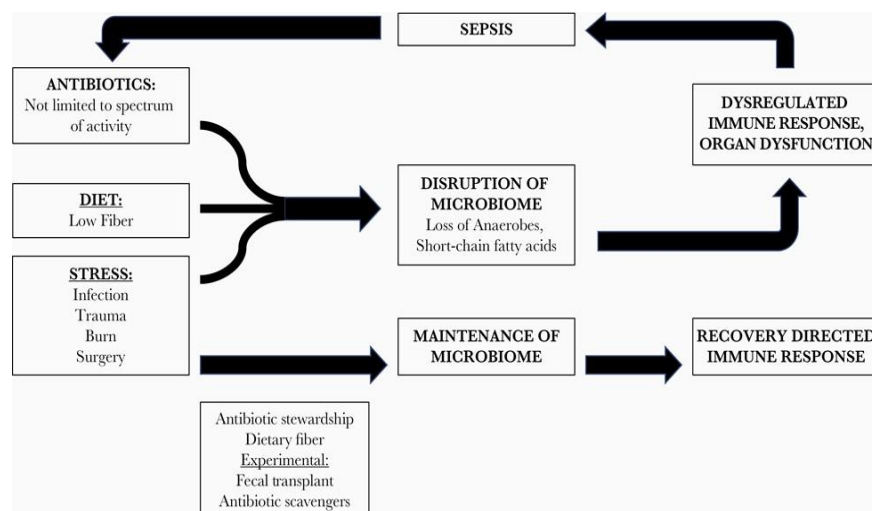 SEPSIS
ANTIBIOTICS:
Not limited to spectrum
of activity
DIET:
Low Fiber
STRESS:
Infection
Trauma
Burn
Surgery
DISRUPTION OF
MICROBIOME
Loss of Anaerobes,
Short-chain fatty acids
DYSREGULATED
IMMUNE RESPONSE,
ORGAN DYSFUNCTION
MAINTENANCE OF
MICROBIOME
RECOVERY DIRECTED
IMMUNE RESPONSE
Antibiotic stewardship
Dietary fiber
Experimental:
Fecal transplant
Antibiotic scavengers